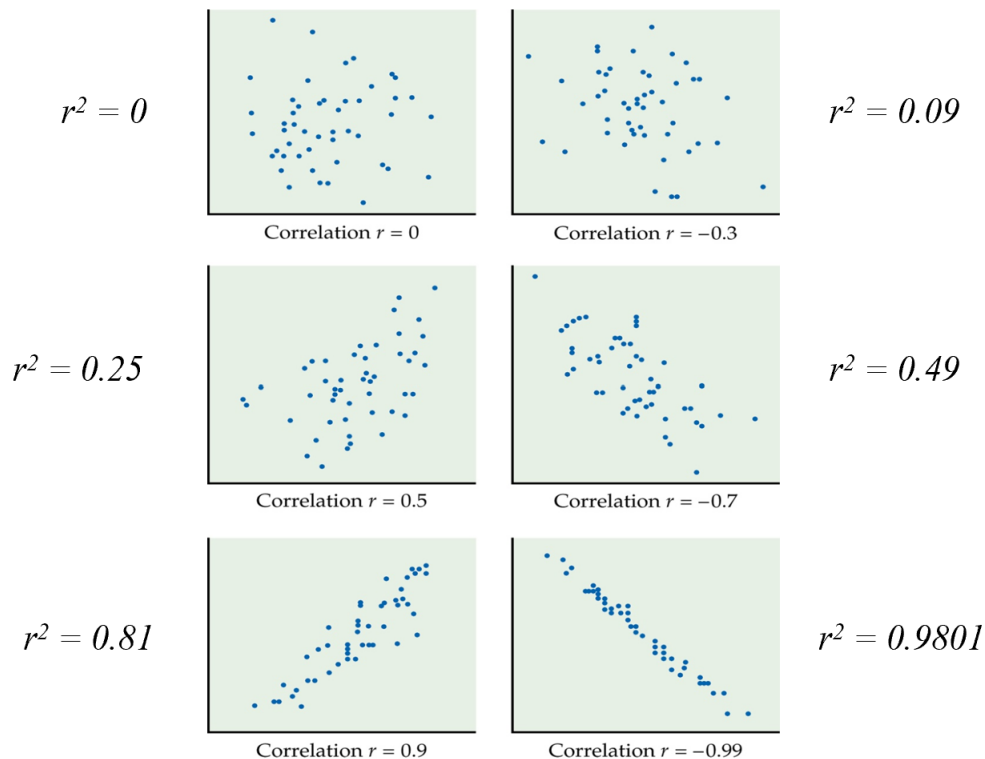 r² = 0
r² = 0.09
Correlation r = 0
Correlation r = −0.3
r² = 0.25
r² = 0.49
Correlation r = 0.5
Correlation r = −0.7
r² = 0.81
r² = 0.9801
Correlation r = 0.9
Correlation r = −0.99